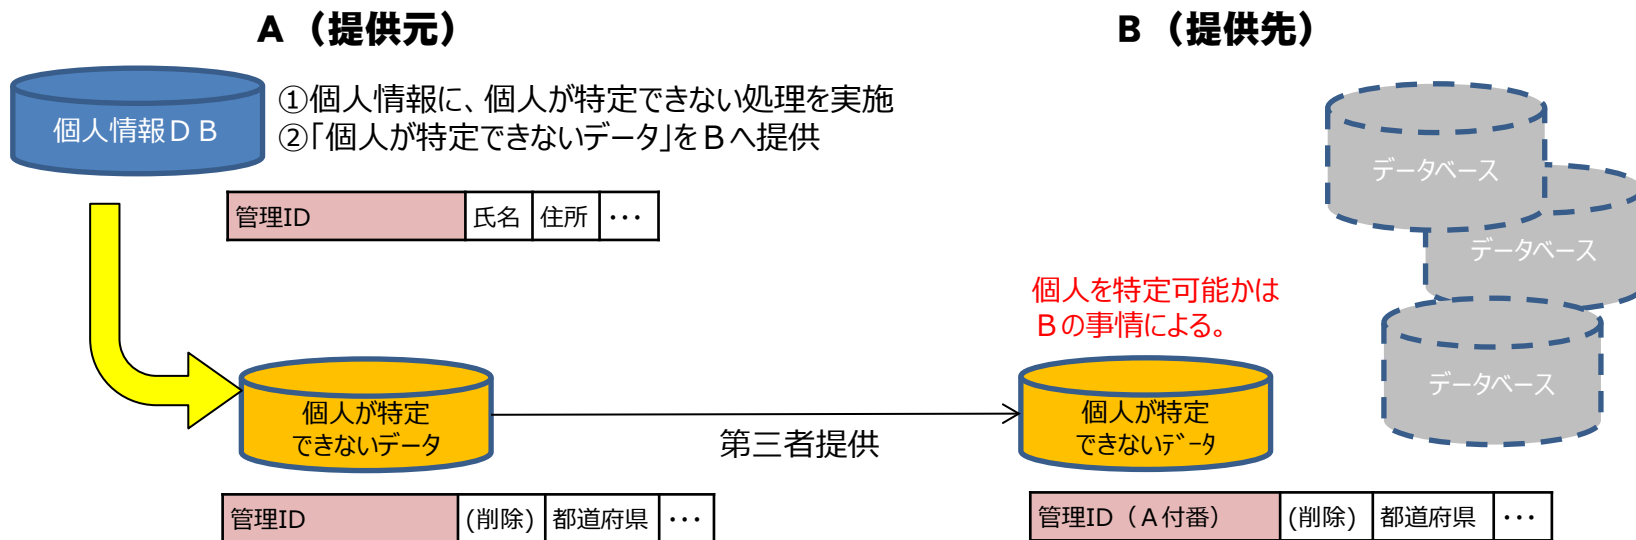 A（提供元）
B（提供先）
個人情報ＤＢ
①個人情報に、個人が特定できない処理を実施
②「個人が特定できないデータ」をＢへ提供
管理ID 氏名 住所 ・・・
データベース
データベース
データベース
個人を特定可能かは
Ｂの事情による。
個人が特定
できないデータ
第三者提供
個人が特定
できないﾃﾞｰﾀ
管理ID (削除) 都道府県 ・・・
管理ID（Ａ付番） (削除) 都道府県 ・・・